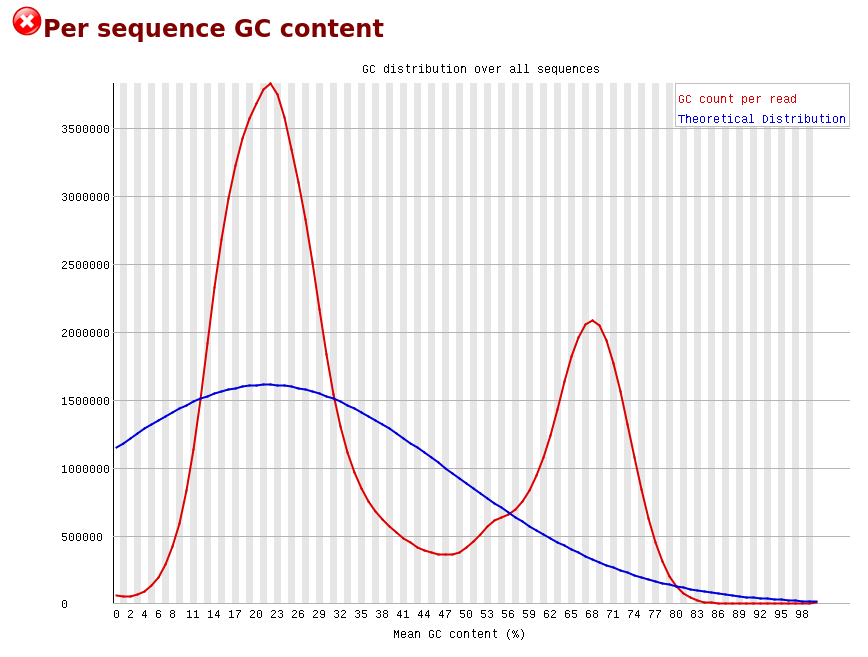 Per sequence GC content
GC distribution over all sequences
GC count per read
Theoretical Distribution
3500000
3000000
2500000
2000000
1500000
1000000
500000
0
0 2 4 6 8 11 14 17 20 23 26 29 32 35 38 41 44 47 50 53 56 59 62 65 68 71 74 77 80 83 86 89 92 95 98
Mean GC content (%)